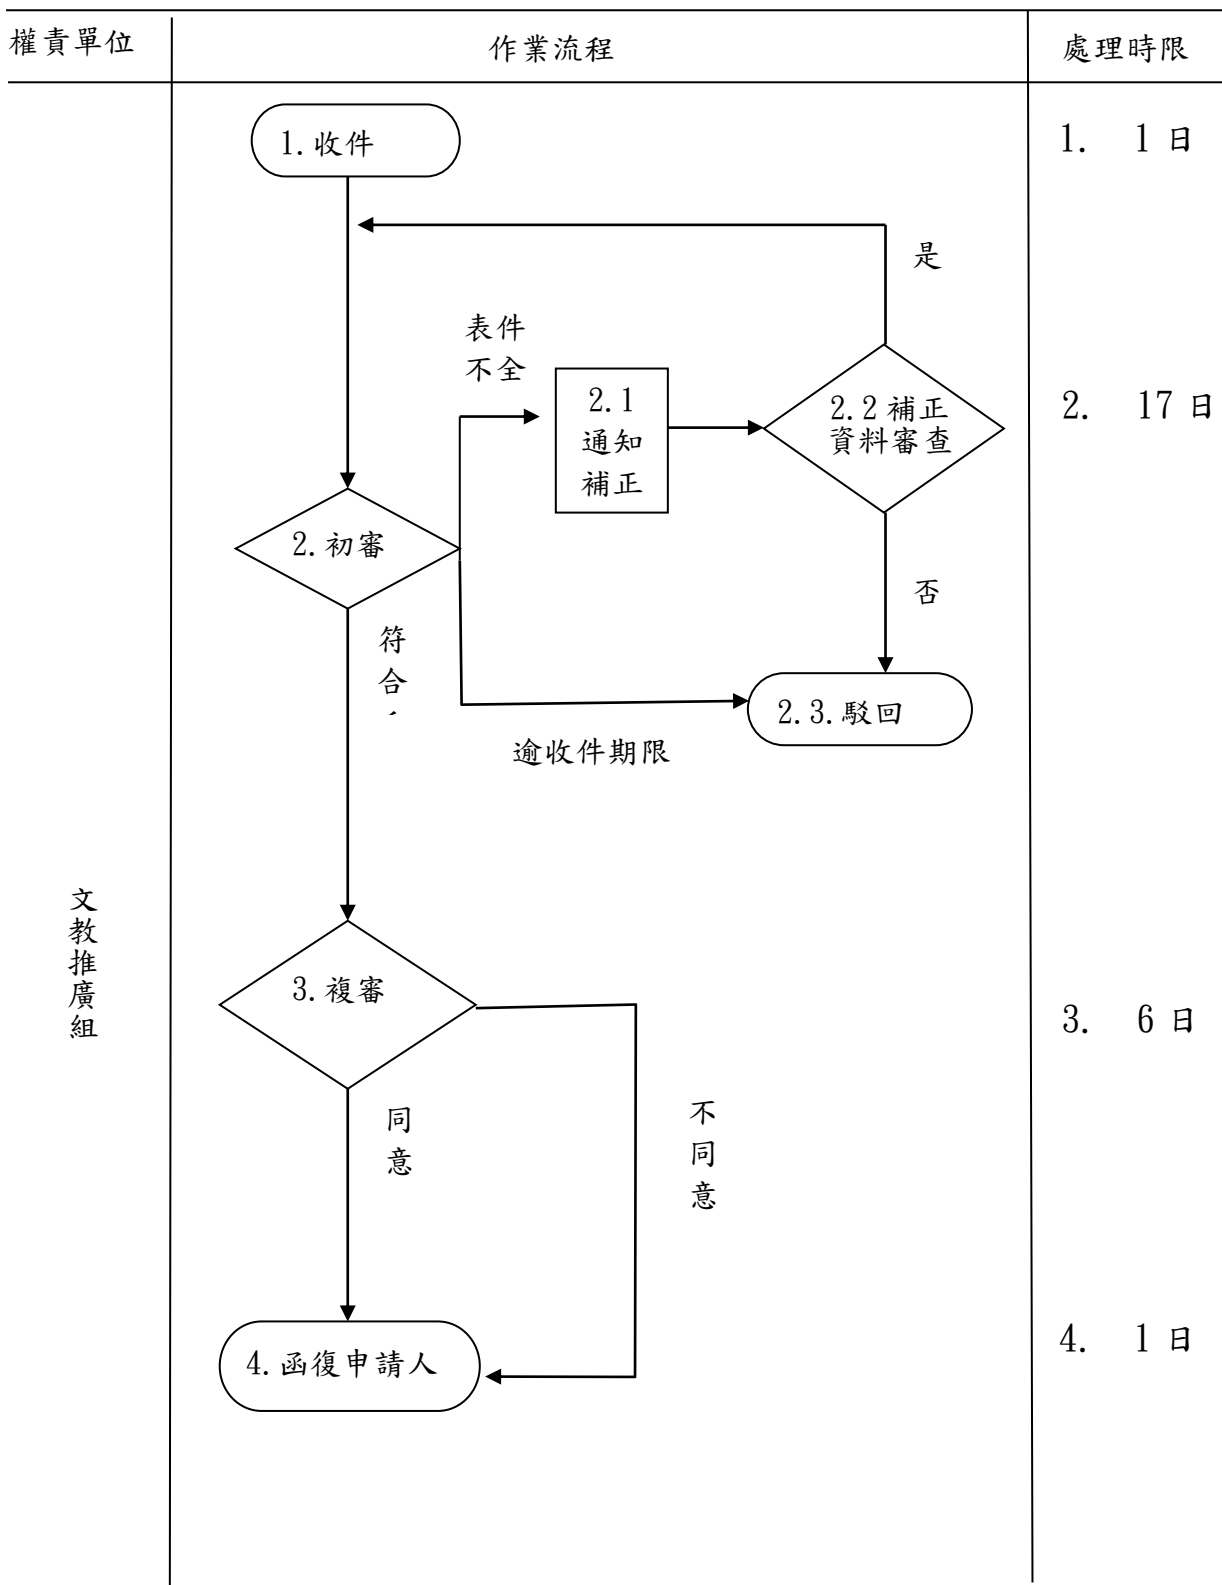 權責單位
作業流程
處理時限
1.收件
1. 1日
是
表件
不全
2.1
通知
補正
2.2補正
資料審查
2. 17日
2.初審
否
符
合
2.3.駁回
逾收件期限
文教推廣組
3.複審
3. 6日
同意
不同意
4.函復申請人
4. 1日